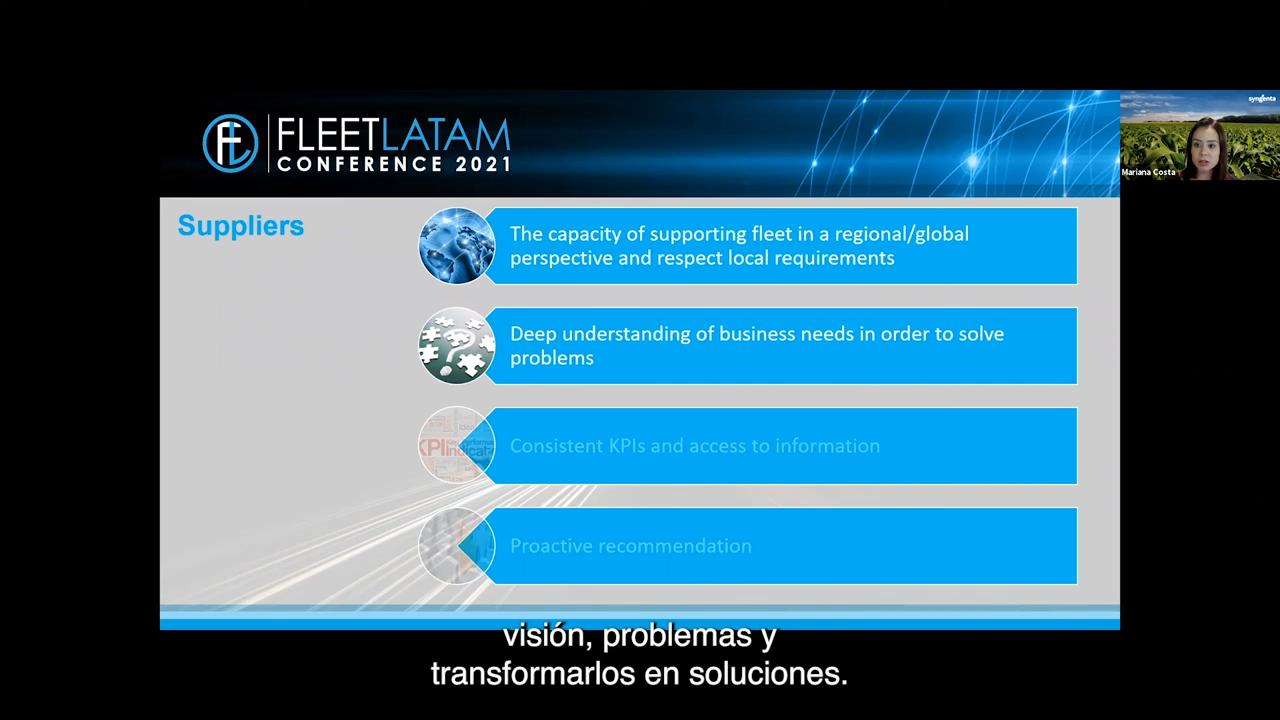 FLEETLATAM
CONFERENCE 2021
syngenta
Mariana Costa
Suppliers
The capacity of supporting fleet in a regional/global
perspective and respect local requirements
Deep understanding of business needs in order to solve
problems
KPI
Consistent KPIs and access to information
Proactive recommendation
visión, problemas y
transformarlos en soluciones.